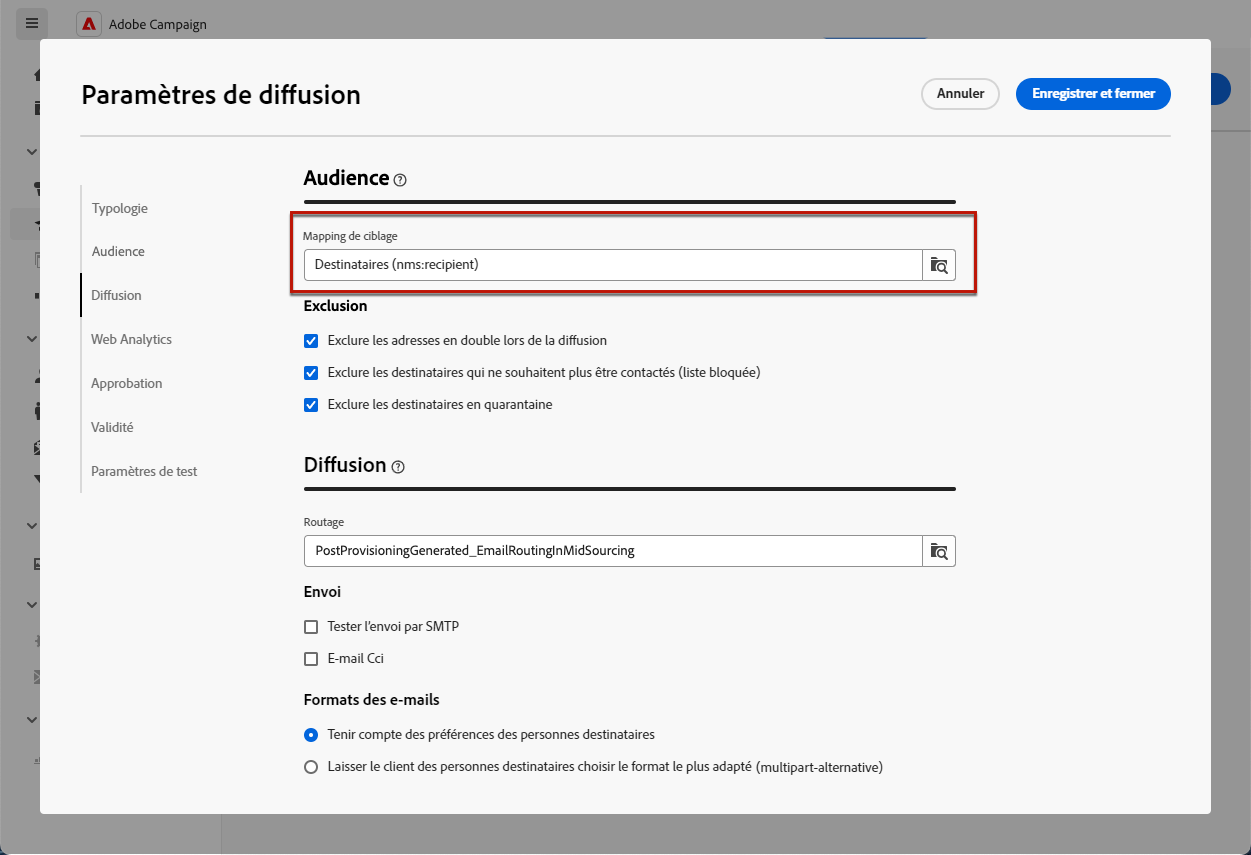 Adobe Campaign
Paramètres de diffusion
Annuler
Enregistrer et fermer
Typologie
Audience
Diffusion
Web Analytics
Approbation
Validité
Paramètres de test
Audience
Mapping de ciblage
Destinataires (nms:recipient)
Exclusion
Exclure les adresses en double lors de la diffusion
Exclure les destinataires qui ne souhaitent plus être contactés (liste bloquée)
Exclure les destinataires en quarantaine
Diffusion
Routage
PostProvisioningGenerated_EmailRoutingInMidSourcing
Envoi
Tester l’envoi par SMTP
E-mail Cci
Formats des e-mails
Tenir compte des préférences des personnes destinataires
Laisser le client des personnes destinataires choisir le format le plus adapté (multipart-alternative)